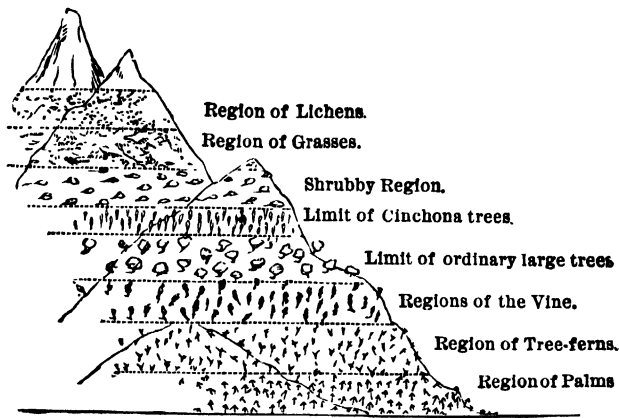 Region of Lichens.
Region of Grasses.
Shrubby Region.
Limit of Cinchona trees.
Limit of ordinary large trees
Regions of the Vine.
Region of Tree-ferns.
Region of Palms